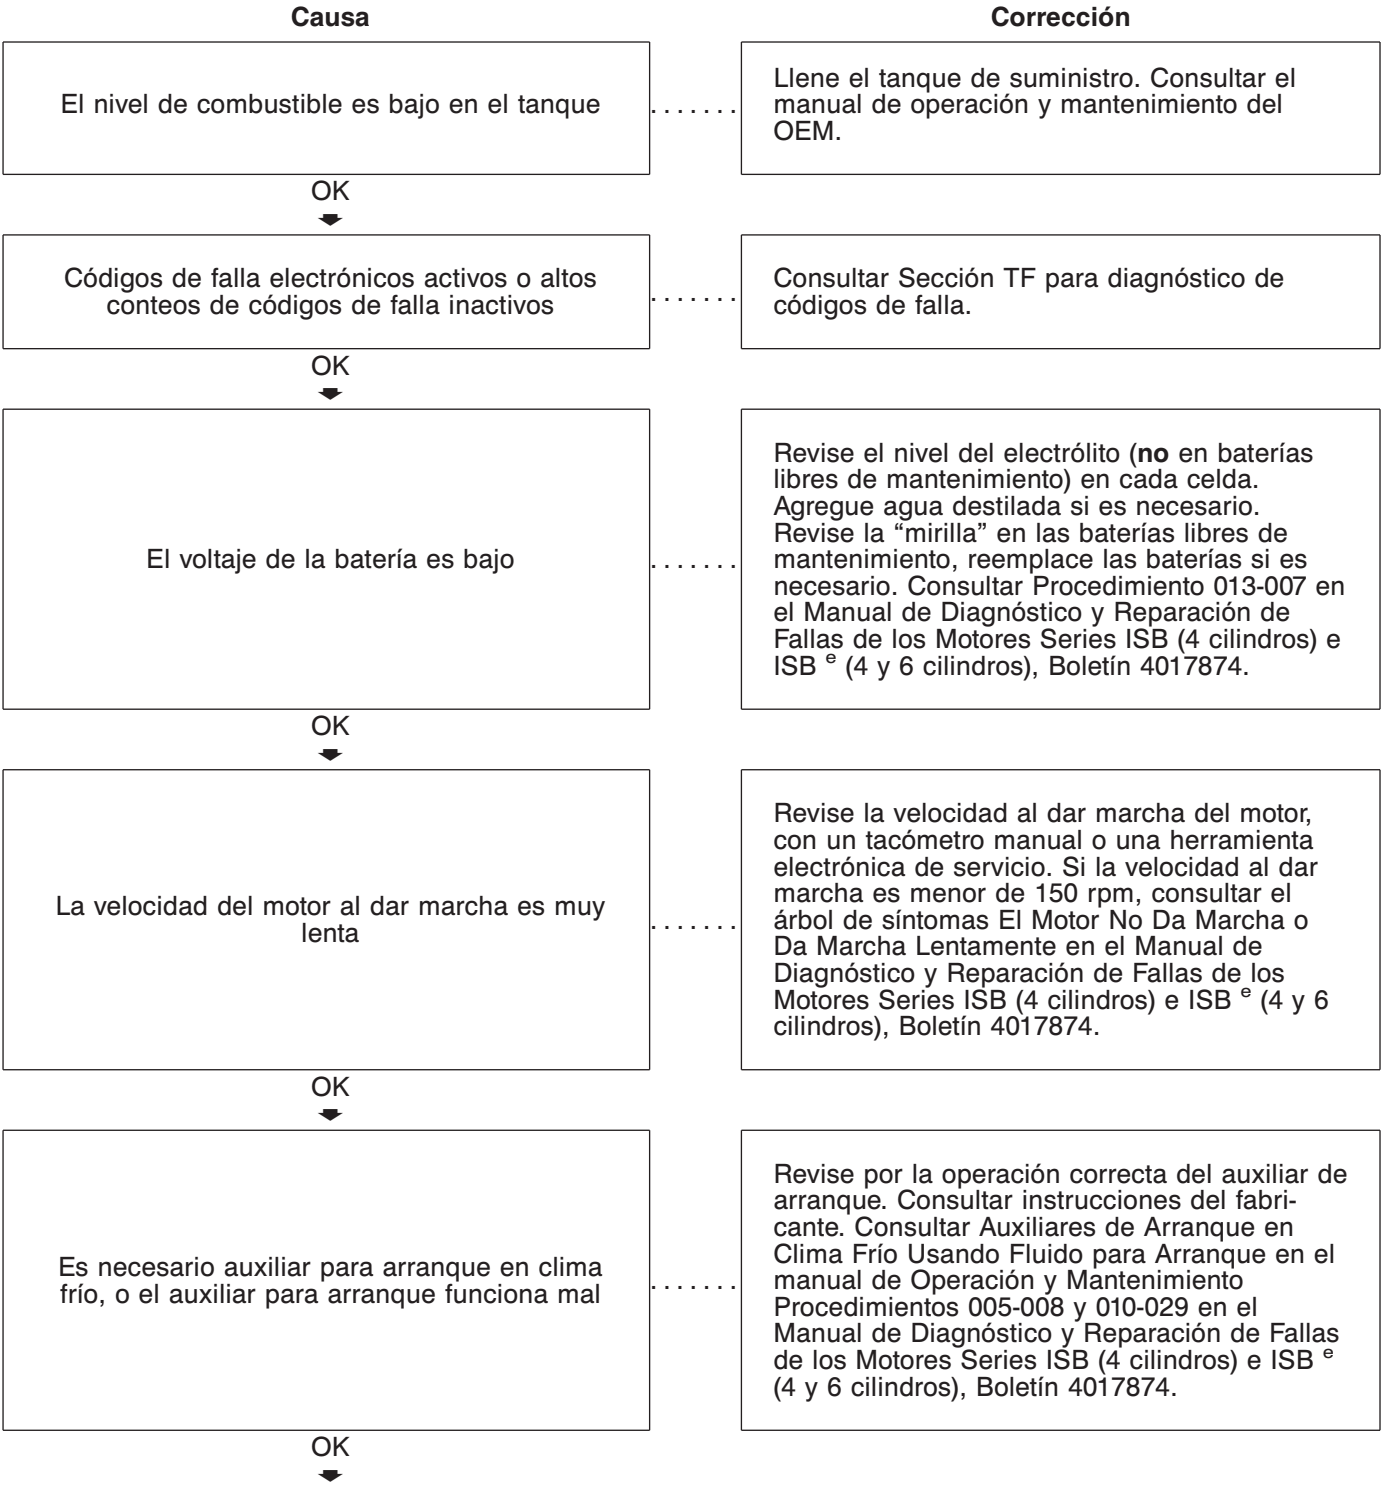 Causa
Corrección
El nivel de combustible es bajo en el tanque
Llene el tanque de suministro. Consultar el
manual de operación y mantenimiento del
OEM.
OK
Códigos de falla electrónicos activos o altos
conteos de códigos de falla inactivos
Consultar Sección TF para diagnóstico de
códigos de falla.
OK
El voltaje de la batería es bajo
Revise el nivel del electrólito (no en baterías
libres de mantenimiento) en cada celda.
Agregue agua destilada si es necesario.
Revise la “mirilla” en las baterías libres de
mantenimiento, reemplace las baterías si es
necesario. Consultar Procedimiento 013-007 en
el Manual de Diagnóstico y Reparación de
Fallas de los Motores Series ISB (4 cilindros) e
ISB e (4 y 6 cilindros), Boletín 4017874.
OK
La velocidad del motor al dar marcha es muy
lenta
Revise la velocidad al dar marcha del motor,
con un tacómetro manual o una herramienta
electrónica de servicio. Si la velocidad al dar
marcha es menor de 150 rpm, consultar el
árbol de síntomas El Motor No Da Marcha o
Da Marcha Lentamente en el Manual de
Diagnóstico y Reparación de Fallas de los
Motores Series ISB (4 cilindros) e ISB e (4 y 6
cilindros), Boletín 4017874.
OK
Es necesario auxiliar para arranque en clima
frío, o el auxiliar para arranque funciona mal
Revise por la operación correcta del auxiliar de
arranque. Consultar instrucciones del fabri-
cante. Consultar Auxiliares de Arranque en
Clima Frío Usando Fluido para Arranque en el
manual de Operación y Mantenimiento
Procedimientos 005-008 y 010-029 en el
Manual de Diagnóstico y Reparación de Fallas
de los Motores Series ISB (4 cilindros) e ISB e
(4 y 6 cilindros), Boletín 4017874.
OK